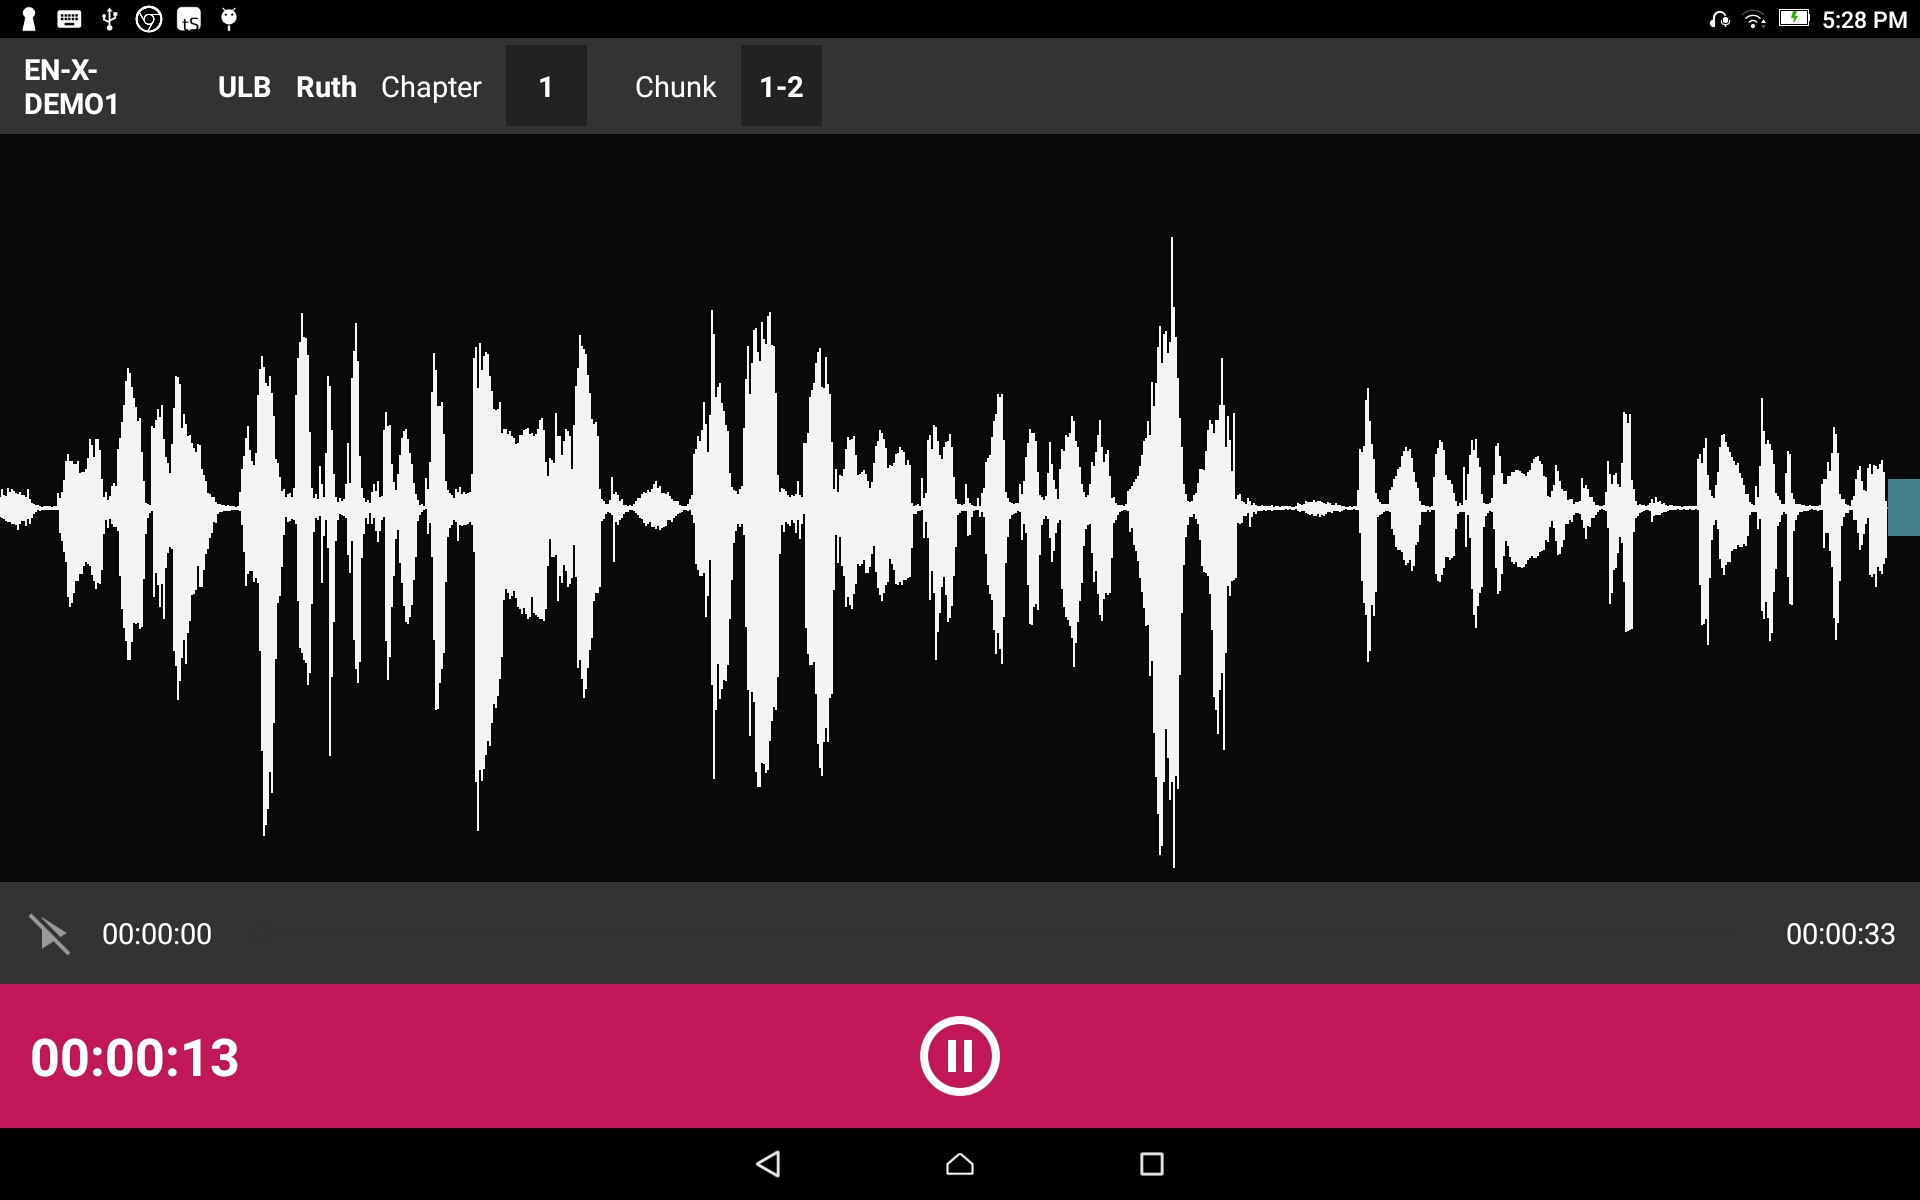 tS 5:28 PM
EN-X-
DEMO1
ULB Ruth Chapter 1 Chunk 1-2
00:00:00 00:00:33
00:00:13